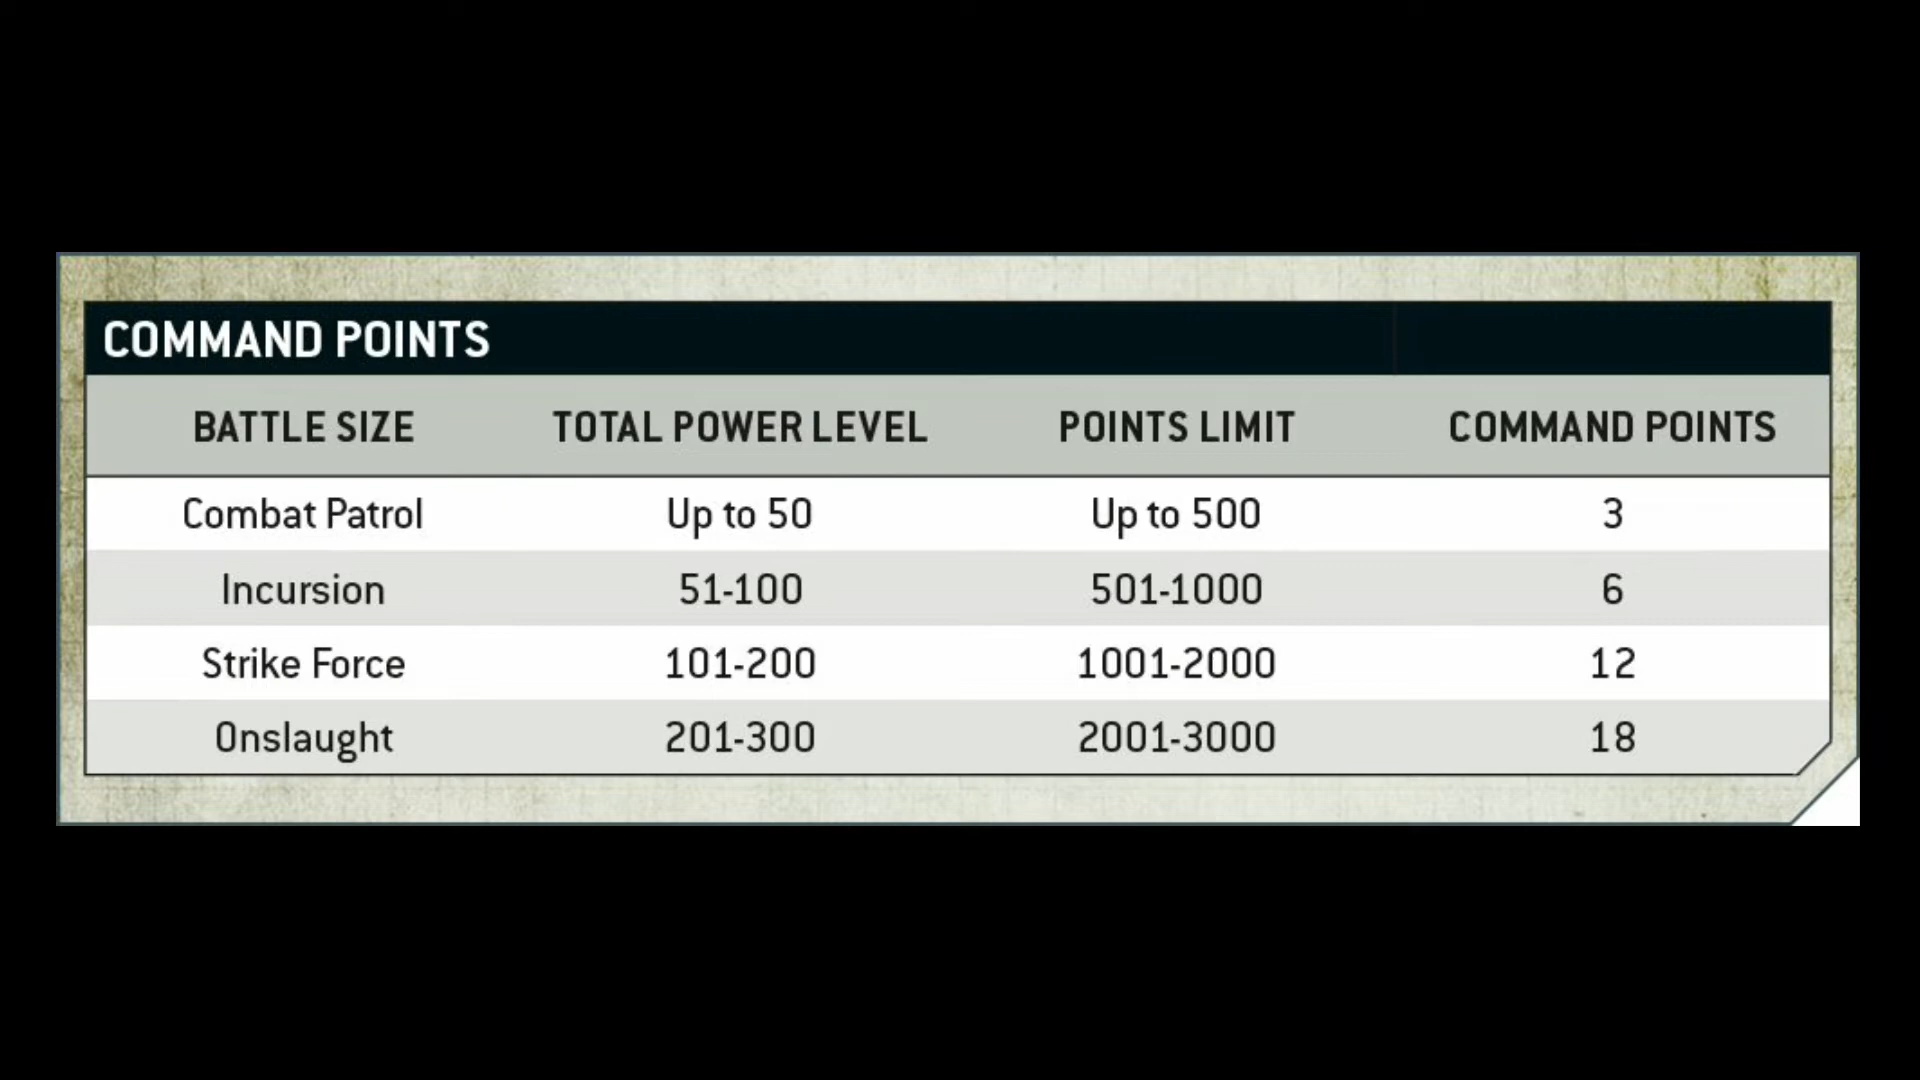 COMMAND POINTS
BATTLE SIZE TOTAL POWER LEVEL POINTS LIMIT COMMAND POINTS
Combat Patrol Up to 50 Up to 500 3
Incursion 51-100 501-1000 6
Strike Force 101-200 1001-2000 12
Onslaught 201-300 2001-3000 18